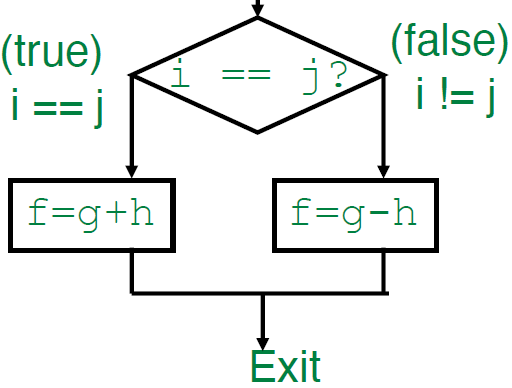 (true)
i == j
i == j?
(false)
i != j
f=g+h
f=g-h
Exit